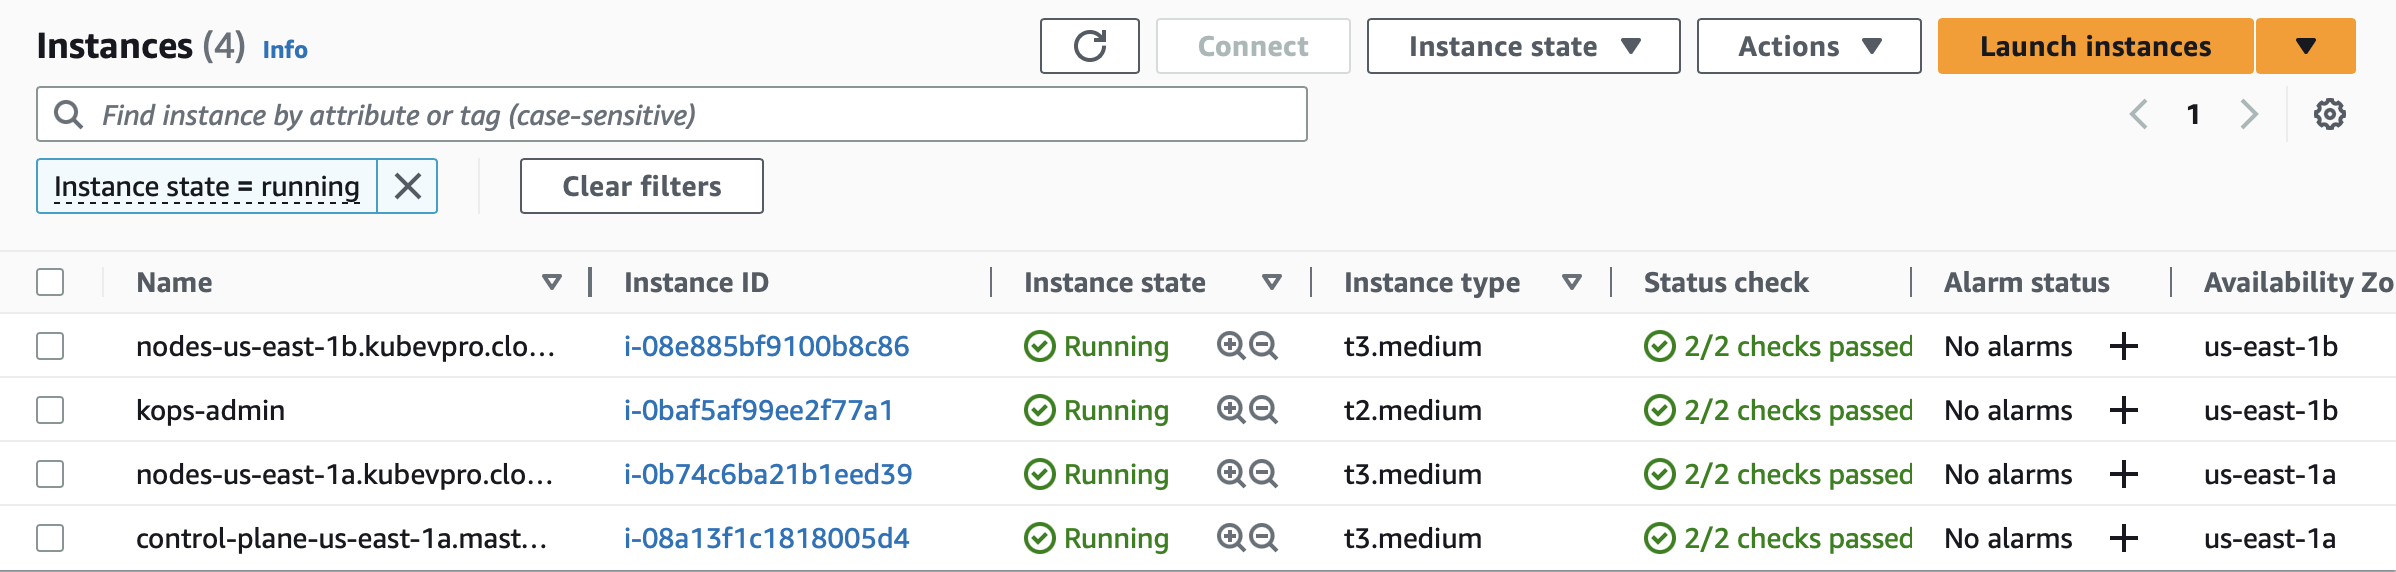 Instances (4) Info Connect Instance state Actions Launch instances
Find instance by attribute or tag (case-sensitive) 1
Instance state = running Clear filters
Name Instance ID Instance state Instance type Status check Alarm status Availability Zo
nodes-us-east-1b.kubevpro.clo... i-08e885bf9100b8c86 Running t3.medium 2/2 checks passed No alarms us-east-1b
kops-admin i-0baf5af99ee2f77a1 Running t2.medium 2/2 checks passed No alarms us-east-1b
nodes-us-east-1a.kubevpro.clo... i-0b74c6ba21b1eed39 Running t3.medium 2/2 checks passed No alarms us-east-1a
control-plane-us-east-1a.mast... i-08a13f1c1818005d4 Running t3.medium 2/2 checks passed No alarms us-east-1a